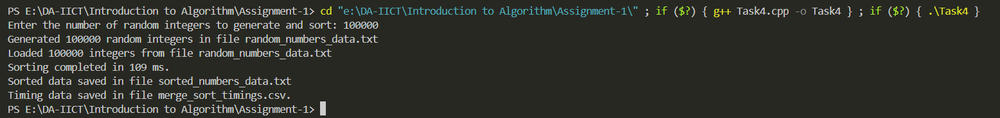 PS E:\DA-IICT\Introduction to Algorithm\Assignment-1> cd "e:\DA-IICT\Introduction to Algorithm\Assignment-1\" ; if ($?) { g++ Task4.cpp -o Task4 } ; if ($?) { .\Task4 }
Enter the number of random integers to generate and sort: 100000
Generated 100000 random integers in file random_numbers_data.txt
Loaded 100000 integers from file random_numbers_data.txt
Sorting completed in 109 ms.
Sorted data saved in file sorted_numbers_data.txt
Timing data saved in file merge_sort_timings.csv.
PS E:\DA-IICT\Introduction to Algorithm\Assignment-1>